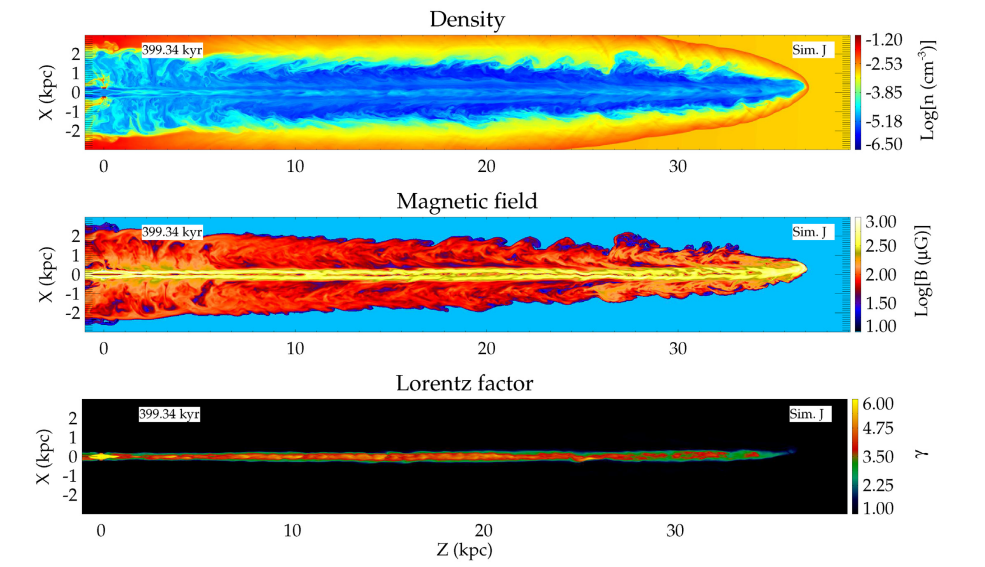 Density
399.34 kyr
Sim. J
X (kpc)
2
1
0
-1
-2
0 10 20 30
-1.20
-2.53
-3.85
-5.18
-6.50
Log[n (cm⁻³)]
Magnetic field
399.34 kyr
Sim. J
X (kpc)
2
1
0
-1
-2
0 10 20 30
3.00
2.50
2.00
1.50
1.00
Log[B (μG)]
Lorentz factor
399.34 kyr
Sim. J
X (kpc)
2
1
0
-1
-2
0 10 20 30
Z (kpc)
6.00
4.75
3.50
2.25
1.00
γ